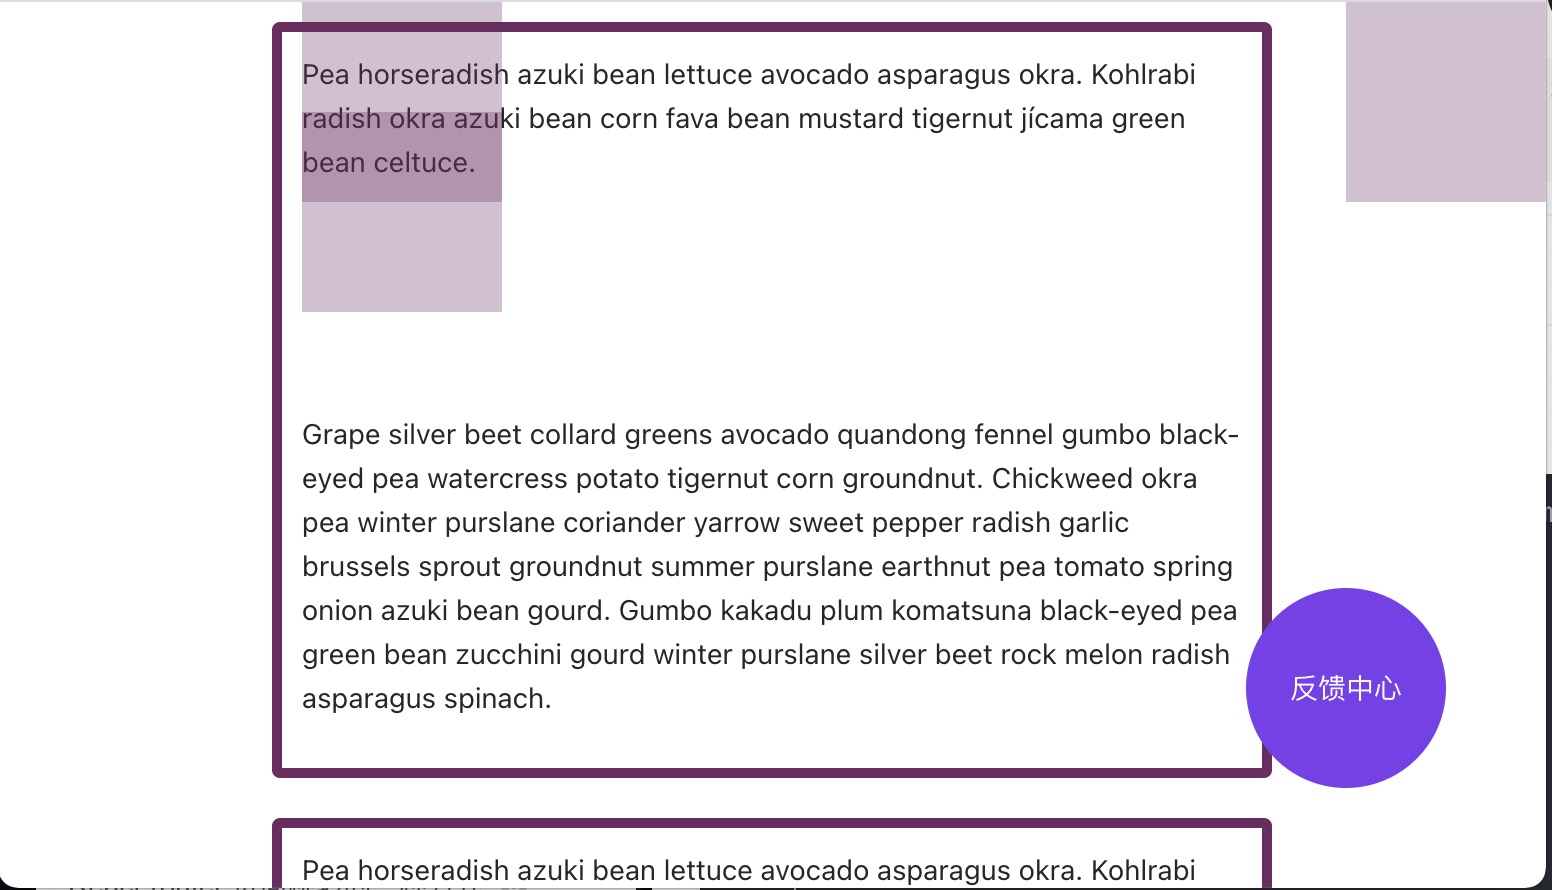 Pea horseradish azuki bean lettuce avocado asparagus okra. Kohlrabi
radish okra azuki bean corn fava bean mustard tigernut jícama green
bean celtuce.
Grape silver beet collard greens avocado quandong fennel gumbo black-
eyed pea watercress potato tigernut corn groundnut. Chickweed okra
pea winter purslane coriander yarrow sweet pepper radish garlic
brussels sprout groundnut summer purslane earthnut pea tomato spring
onion azuki bean gourd. Gumbo kakadu plum komatsuna black-eyed pea
green bean zucchini gourd winter purslane silver beet rock melon radish
asparagus spinach.
反馈中心
Pea horseradish azuki bean lettuce avocado asparagus okra. Kohlrabi